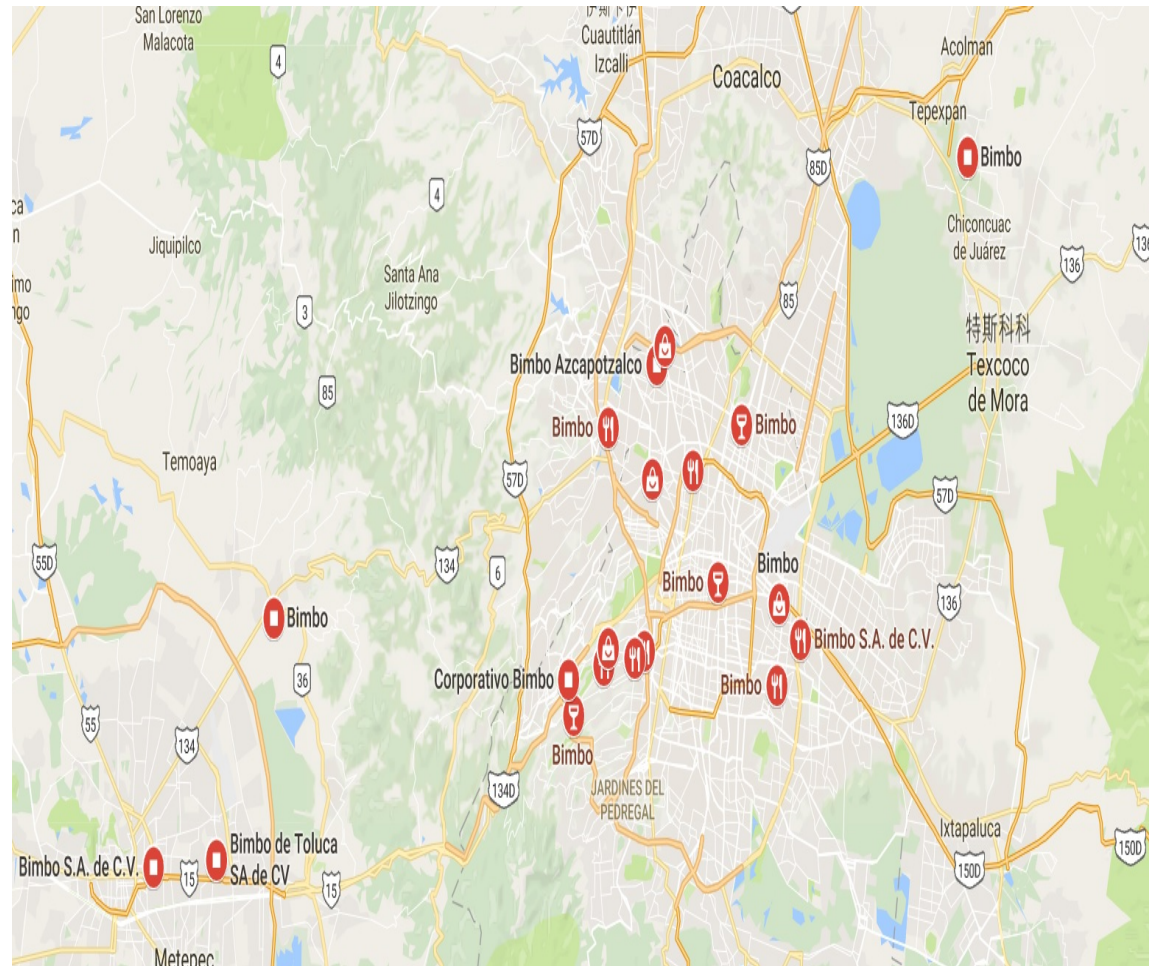 San Lorenzo
Malacota
Cuautitlán
Izcalli
Coacalco
Acolman
Tepexpan
4
57D
85D
Bimbo
4
Chiconcuac
de Juárez
136
136
Jiquipilco
Santa Ana
Jilotzingo
3
85
特斯科科
Texcoco
de Mora
Bimbo Azcapotzalco
85
136D
Bimbo
Bimbo
Temoaya
57D
57D
55D
134
6
Bimbo
Bimbo
136
Bimbo
Bimbo S.A. de C.V.
36
Corporativo Bimbo
Bimbo
55
134
Bimbo
134D
JARDINES DEL
PEDREGAL
Ixtapaluca
150D
150D
Bimbo de Toluca
SA de CV
Bimbo S.A. de C.V.
15
15
Metepec